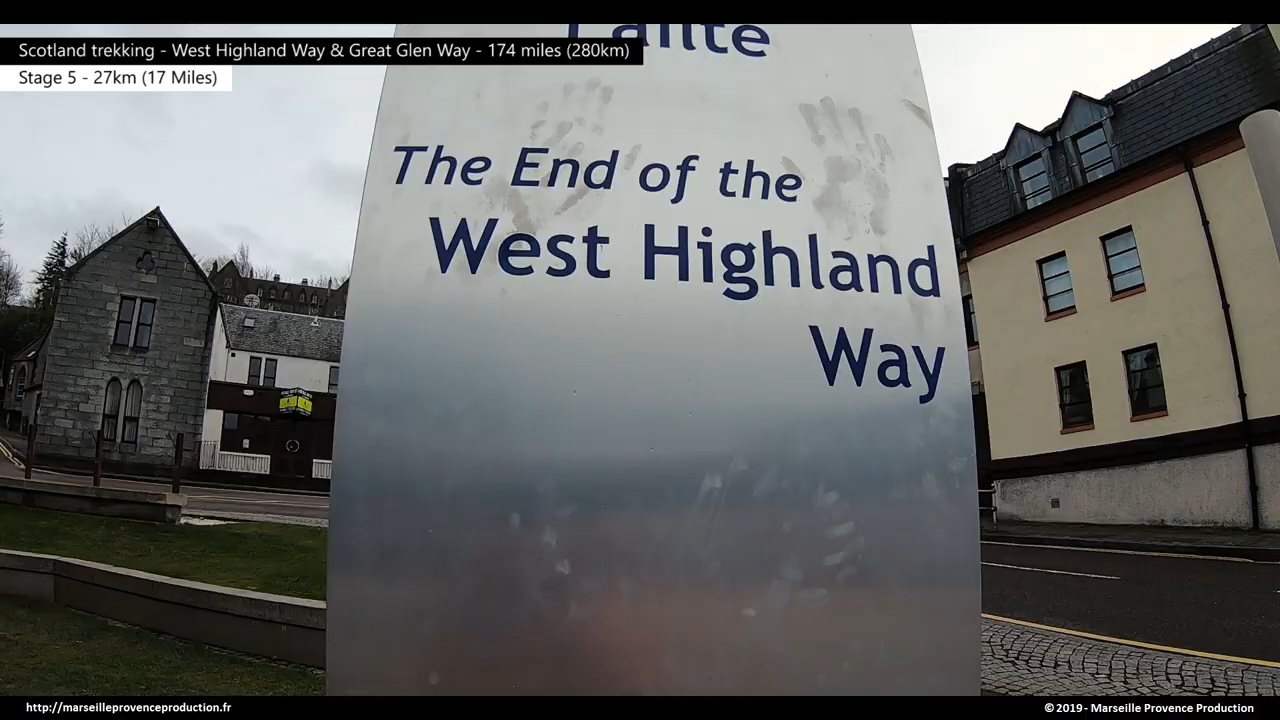 Scotland trekking - West Highland Way & Great Glen Way - 174 miles (280km)
Stage 5 - 27km (17 Miles)
The End of the
West Highland
Way
http://marseilleprovenceproduction.fr
© 2019 - Marseille Provence Production